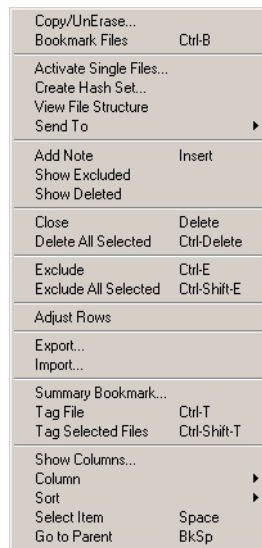 Copy/UnErase...
Bookmark Files Ctrl-B
Activate Single Files...
Create Hash Set...
View File Structure
Send To
Add Note Insert
Show Excluded
Show Deleted
Close Delete
Delete All Selected Ctrl-Delete
Exclude Ctrl-E
Exclude All Selected Ctrl-Shift-E
Adjust Rows
Export...
Import...
Summary Bookmark...
Tag File Ctrl-T
Tag Selected Files Ctrl-Shift-T
Show Columns...
Column
Sort
Select Item Space
Go to Parent BkSp